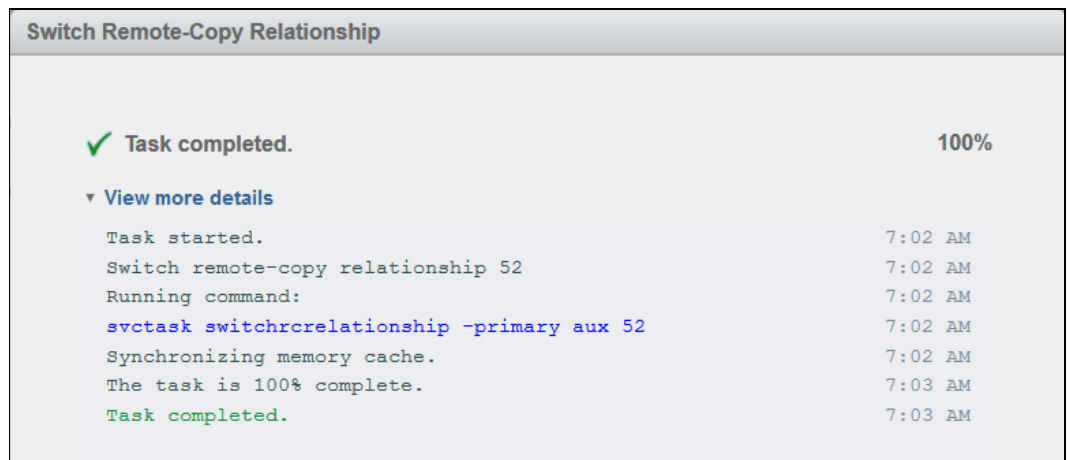 Switch Remote-Copy Relationship
Task completed. 100%
View more details
Task started. 7:02 AM
Switch remote-copy relationship 52 7:02 AM
Running command: 7:02 AM
svctask switchrcrelationship -primary aux 52 7:02 AM
Synchronizing memory cache. 7:02 AM
The task is 100% complete. 7:03 AM
Task completed. 7:03 AM